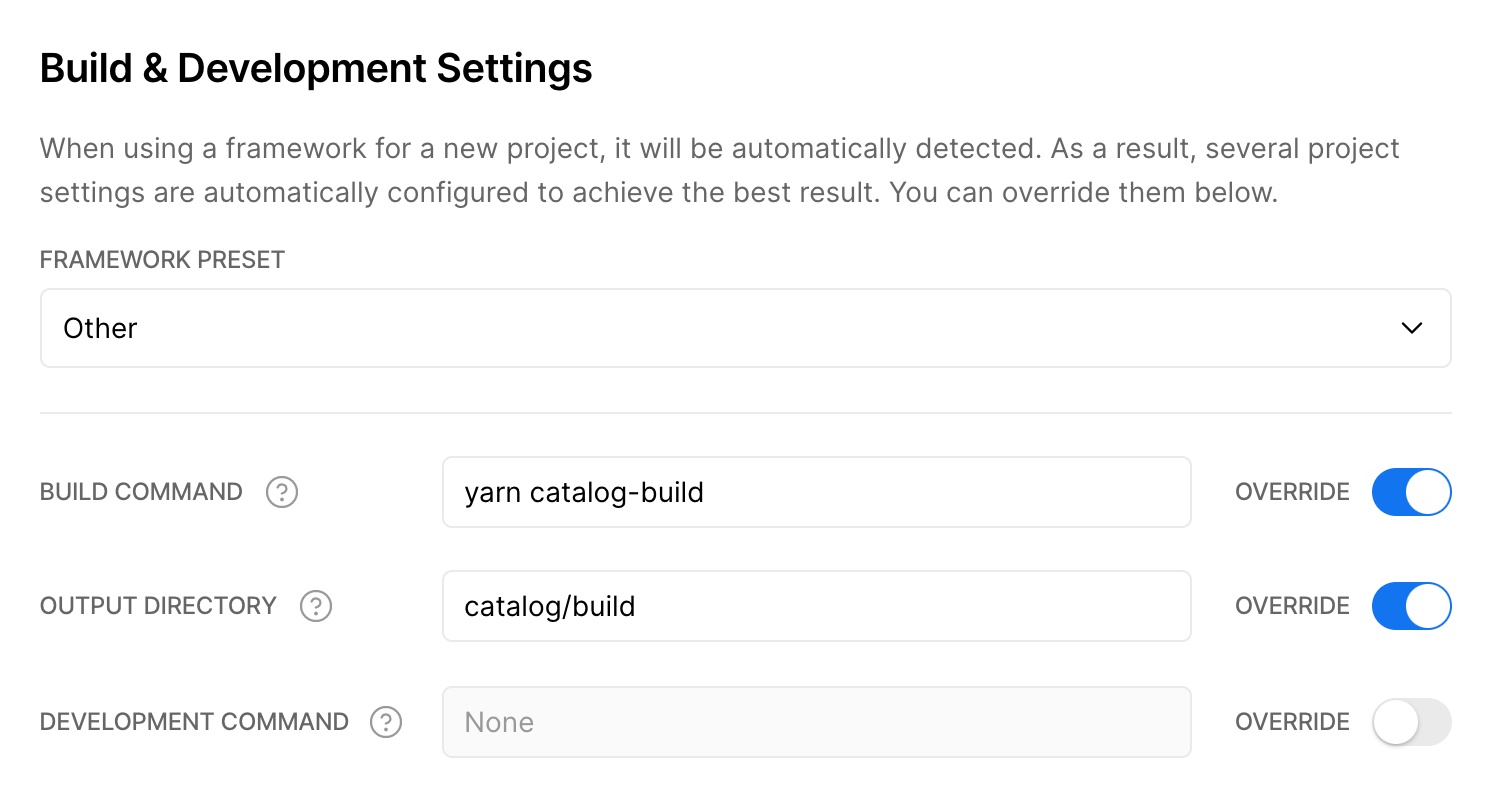 Build & Development Settings
When using a framework for a new project, it will be automatically detected. As a result, several project
settings are automatically configured to achieve the best result. You can override them below.
FRAMEWORK PRESET
Other
BUILD COMMAND ? yarn catalog-build OVERRIDE
OUTPUT DIRECTORY ? catalog/build OVERRIDE
DEVELOPMENT COMMAND ? None OVERRIDE